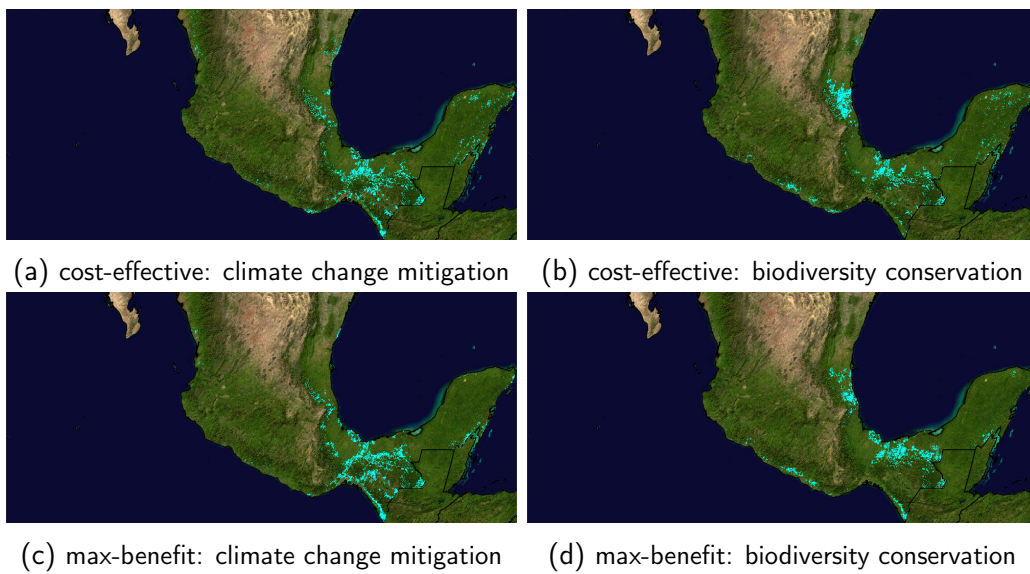 (a) cost-effective: climate change mitigation
(b) cost-effective: biodiversity conservation
(c) max-benefit: climate change mitigation
(d) max-benefit: biodiversity conservation